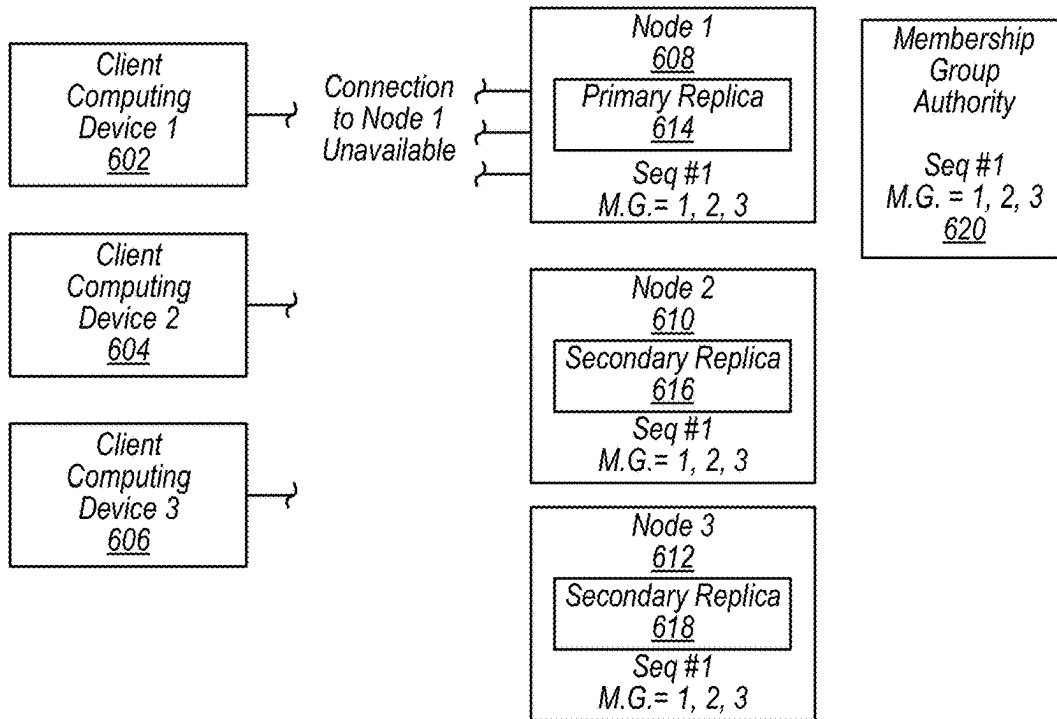 Client
Computing
Device 1
602
Connection
to Node 1
Unavailable
Node 1
608
Primary Replica
614
Seq #1
M.G.= 1, 2, 3
Membership
Group
Authority
Seq #1
M.G.= 1, 2, 3
620
Client
Computing
Device 2
604
Node 2
610
Secondary Replica
616
Seq #1
M.G.= 1, 2, 3
Client
Computing
Device 3
606
Node 3
612
Secondary Replica
618
Seq #1
M.G.= 1, 2, 3